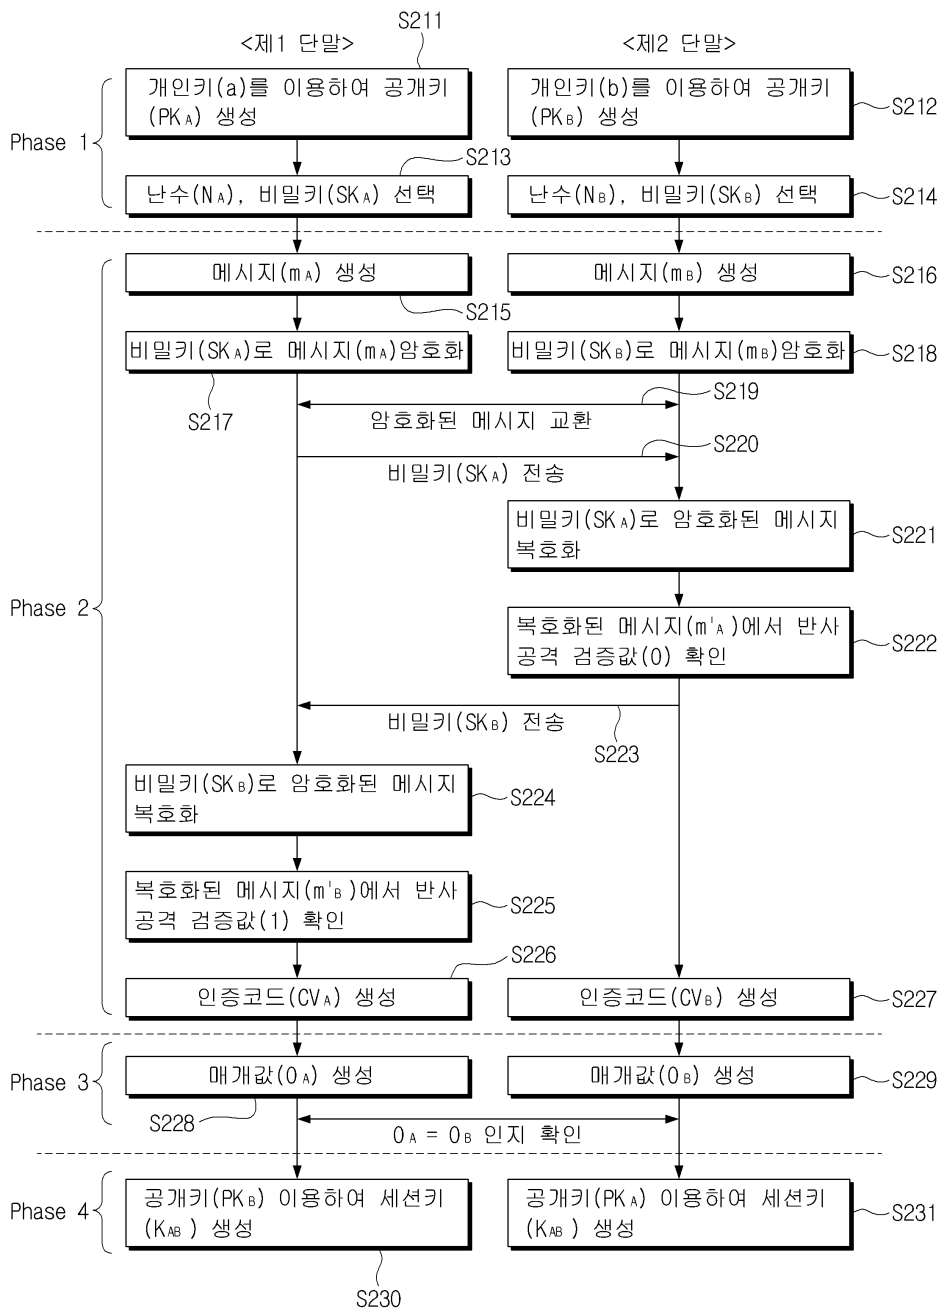 S211
<제1 단말>
<제2 단말>
개인키(a)를 이용하여 공개키
(PKA) 생성
개인키(b)를 이용하여 공개키
(PKB) 생성
S212
Phase 1
S213
난수(NA), 비밀키(SKA) 선택
난수(NB), 비밀키(SKB) 선택
S214
메시지(mA) 생성
메시지(mB) 생성
S216
S215
비밀키(SKA)로 메시지(mA)암호화
비밀키(SKB)로 메시지(mB)암호화
S218
S217
S219
암호화된 메시지 교환
S220
비밀키(SKA) 전송
비밀키(SKA)로 암호화된 메시지
복호화
S221
Phase 2
복호화된 메시지(m'A)에서 반사
공격 검증값(0) 확인
S222
비밀키(SKB) 전송
S223
비밀키(SKB)로 암호화된 메시지
복호화
S224
복호화된 메시지(m'B)에서 반사
공격 검증값(1) 확인
S225
S226
인증코드(CVA) 생성
인증코드(CVB) 생성
S227
Phase 3
매개값(OA) 생성
매개값(OB) 생성
S229
S228
OA = OB 인지 확인
Phase 4
공개키(PKB) 이용하여 세션키
(KAB) 생성
공개키(PKA) 이용하여 세션키
(KAB) 생성
S231
S230